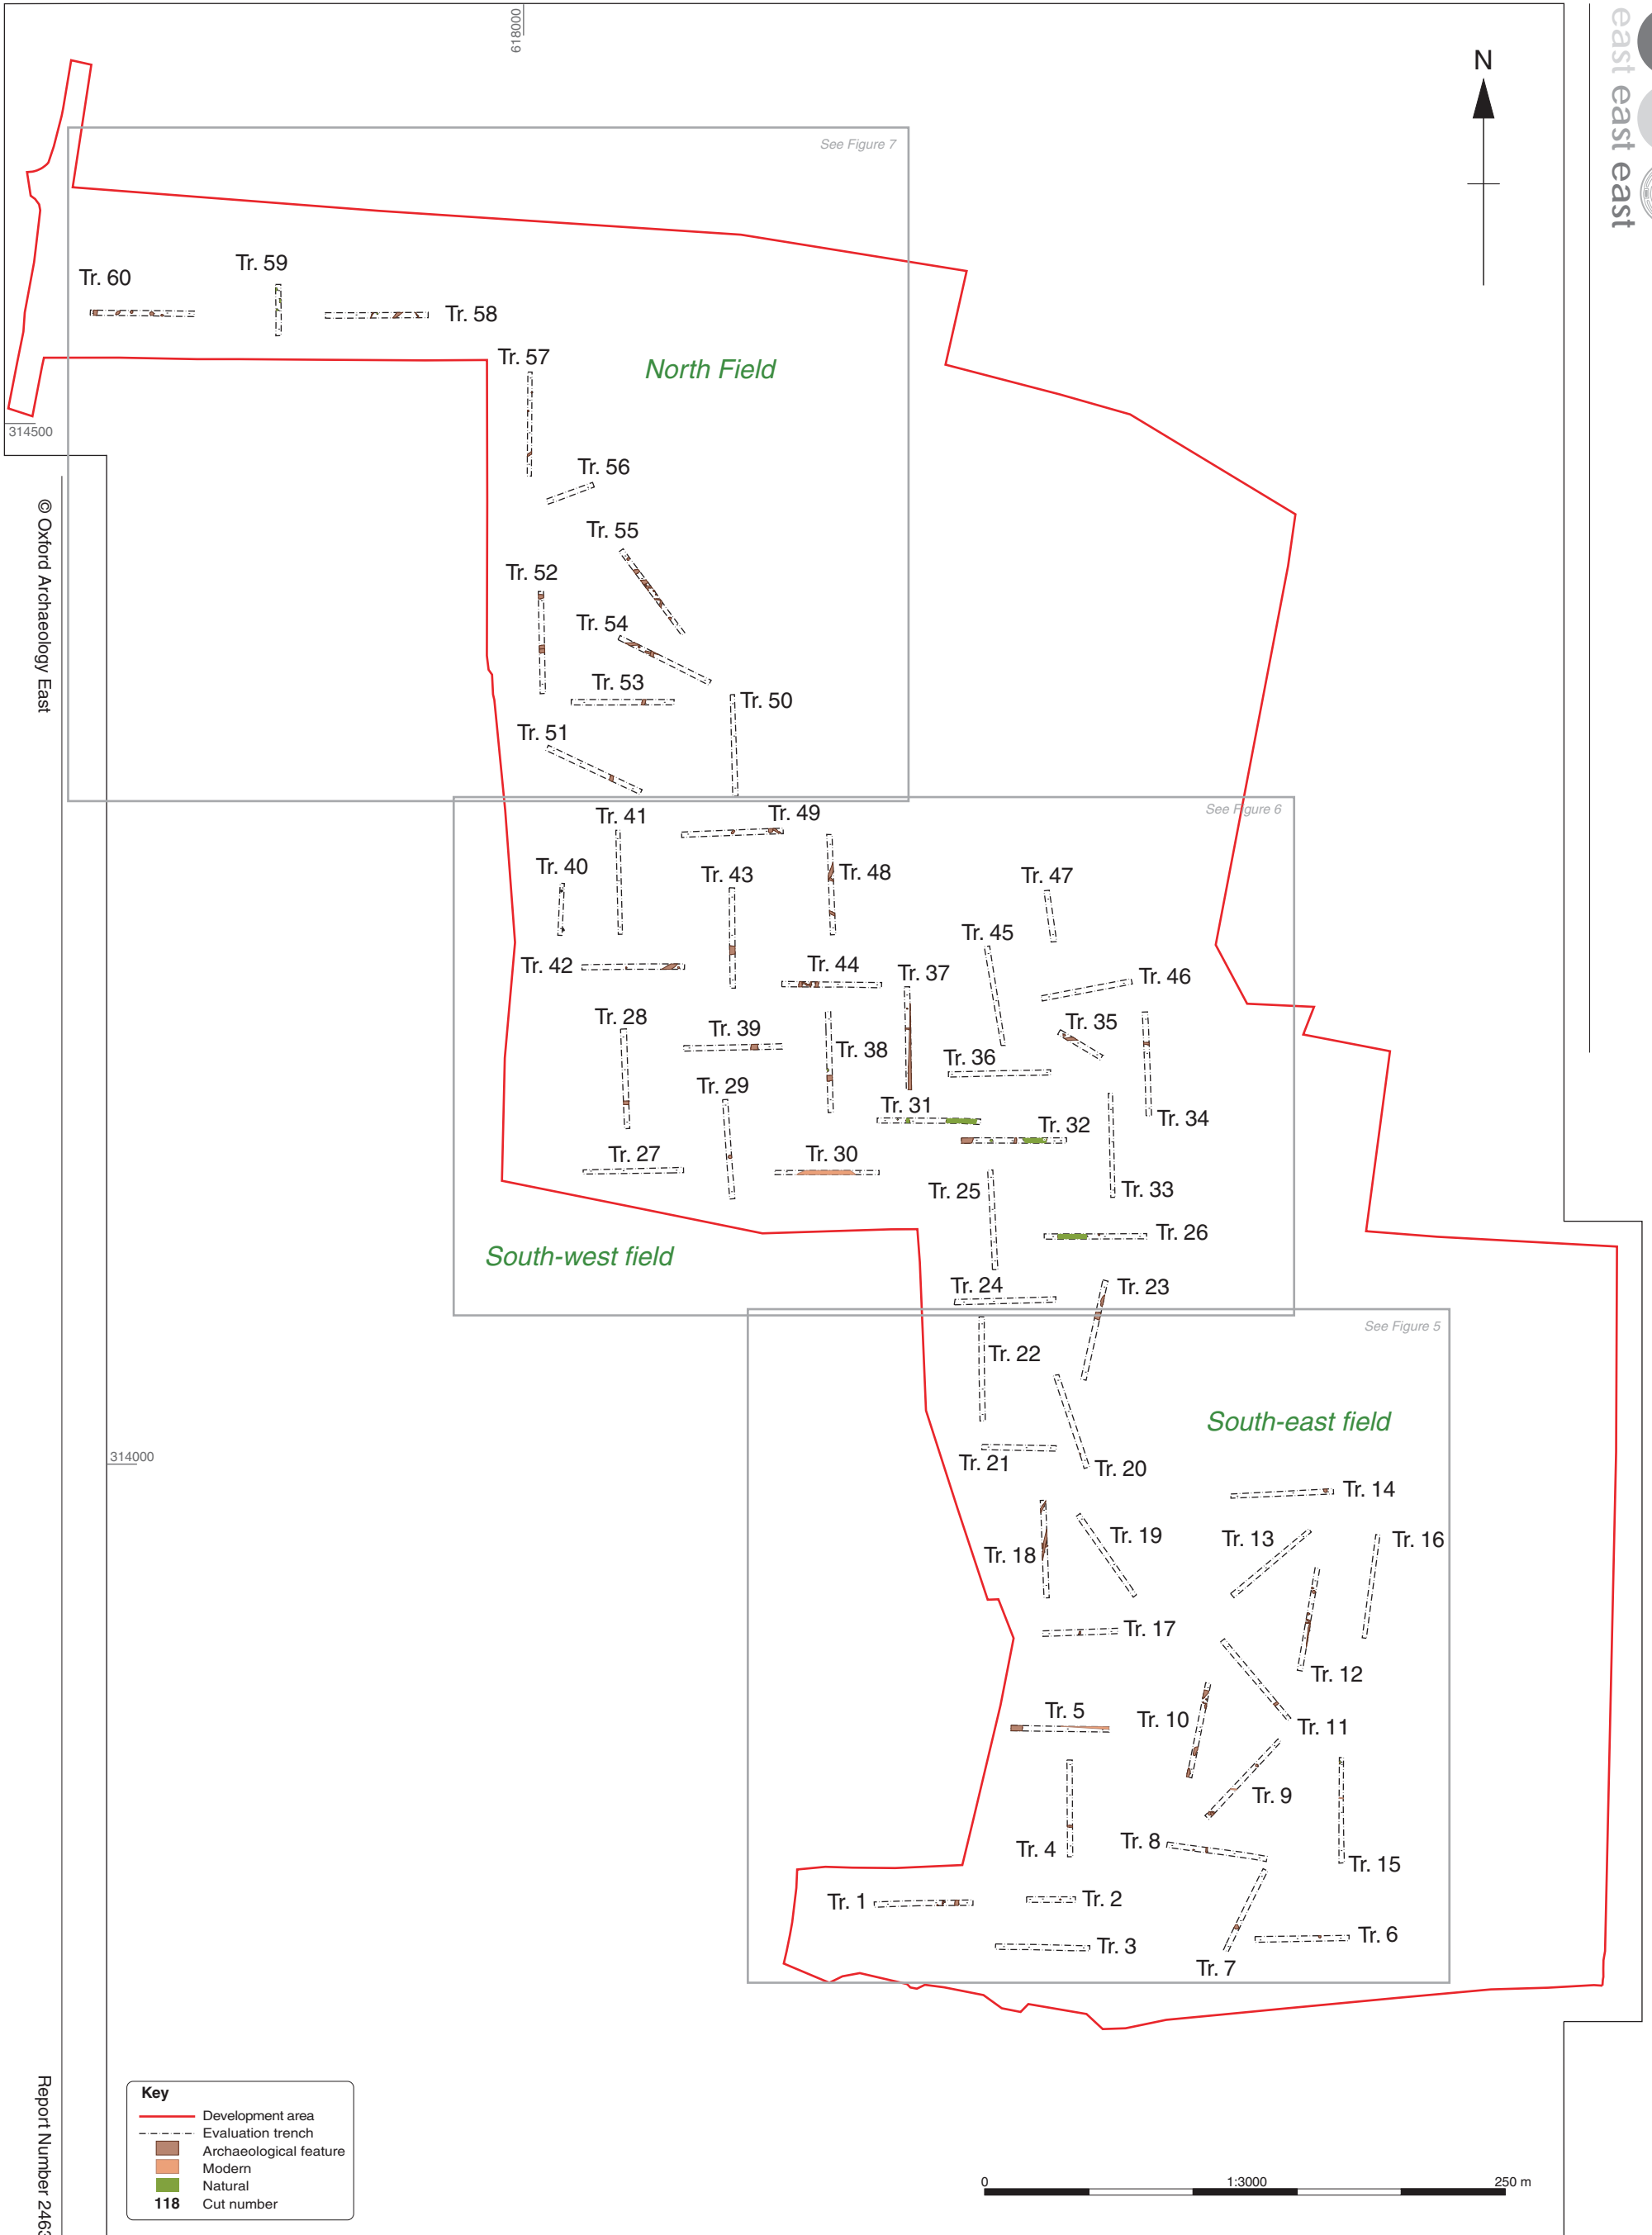 618000
east east east
N
See Figure 7
Tr. 59
Tr. 60
Tr. 58
Tr. 57
North Field
314500
Tr. 56
© Oxford Archaeology East
Tr. 55
Tr. 52
Tr. 54
Tr. 53
Tr. 50
Tr. 51
See Figure 6
Tr. 41
Tr. 49
Tr. 40
Tr. 43
Tr. 48
Tr. 47
Tr. 45
Tr. 42
Tr. 44
Tr. 37
Tr. 46
Tr. 28
Tr. 39
Tr. 38
Tr. 35
Tr. 36
Tr. 29
Tr. 31
Tr. 32
Tr. 34
Tr. 27
Tr. 30
Tr. 25
Tr. 33
Tr. 26
South-west field
Tr. 24
Tr. 23
See Figure 5
Tr. 22
South-east field
314000
Tr. 21
Tr. 20
Tr. 14
Tr. 19
Tr. 13
Tr. 16
Tr. 18
Tr. 17
Tr. 12
Tr. 5
Tr. 10
Tr. 11
Tr. 9
Tr. 4
Tr. 8
Tr. 15
Tr. 1
Tr. 2
Tr. 6
Tr. 3
Tr. 7
Key
Development area
Evaluation trench
Archaeological feature
Modern
Natural
118 Cut number
Report Number 2463
0 1:3000 250 m